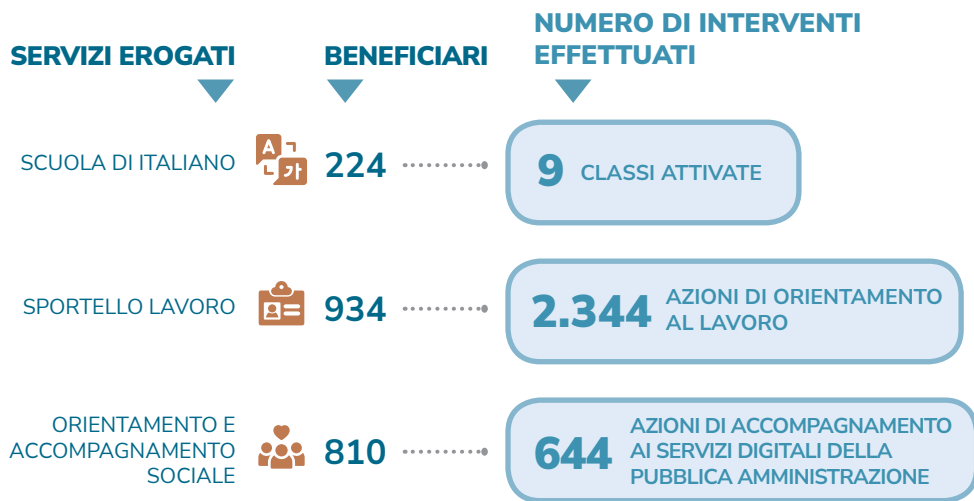 SERVIZI EROGATI
BENEFICIARI
NUMERO DI INTERVENTI
EFFETTUATI
SCUOLA DI ITALIANO
A
가
224
9 CLASSI ATTIVATE
SPORTELLO LAVORO
934
2.344 AZIONI DI ORIENTAMENTO
AL LAVORO
ORIENTAMENTO E
ACCOMPAGNAMENTO
SOCIALE
810
644
AZIONI DI ACCOMPAGNAMENTO
AI SERVIZI DIGITALI DELLA
PUBBLICA AMMINISTRAZIONE